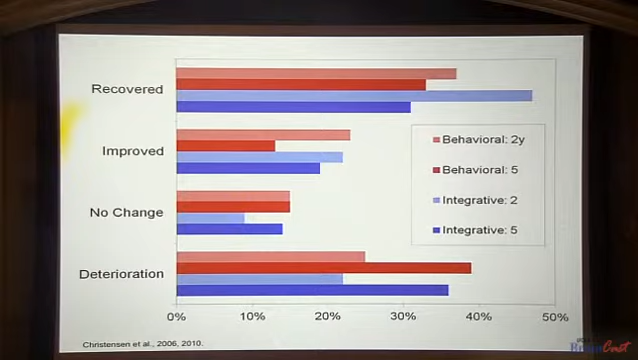 Recovered
Improved
No Change
Deterioration
0%
10%
20%
30%
40%
50%
Behavioral: 2y
Behavioral: 5
Integrative: 2
Integrative: 5
Christensen et al., 2006, 2010.